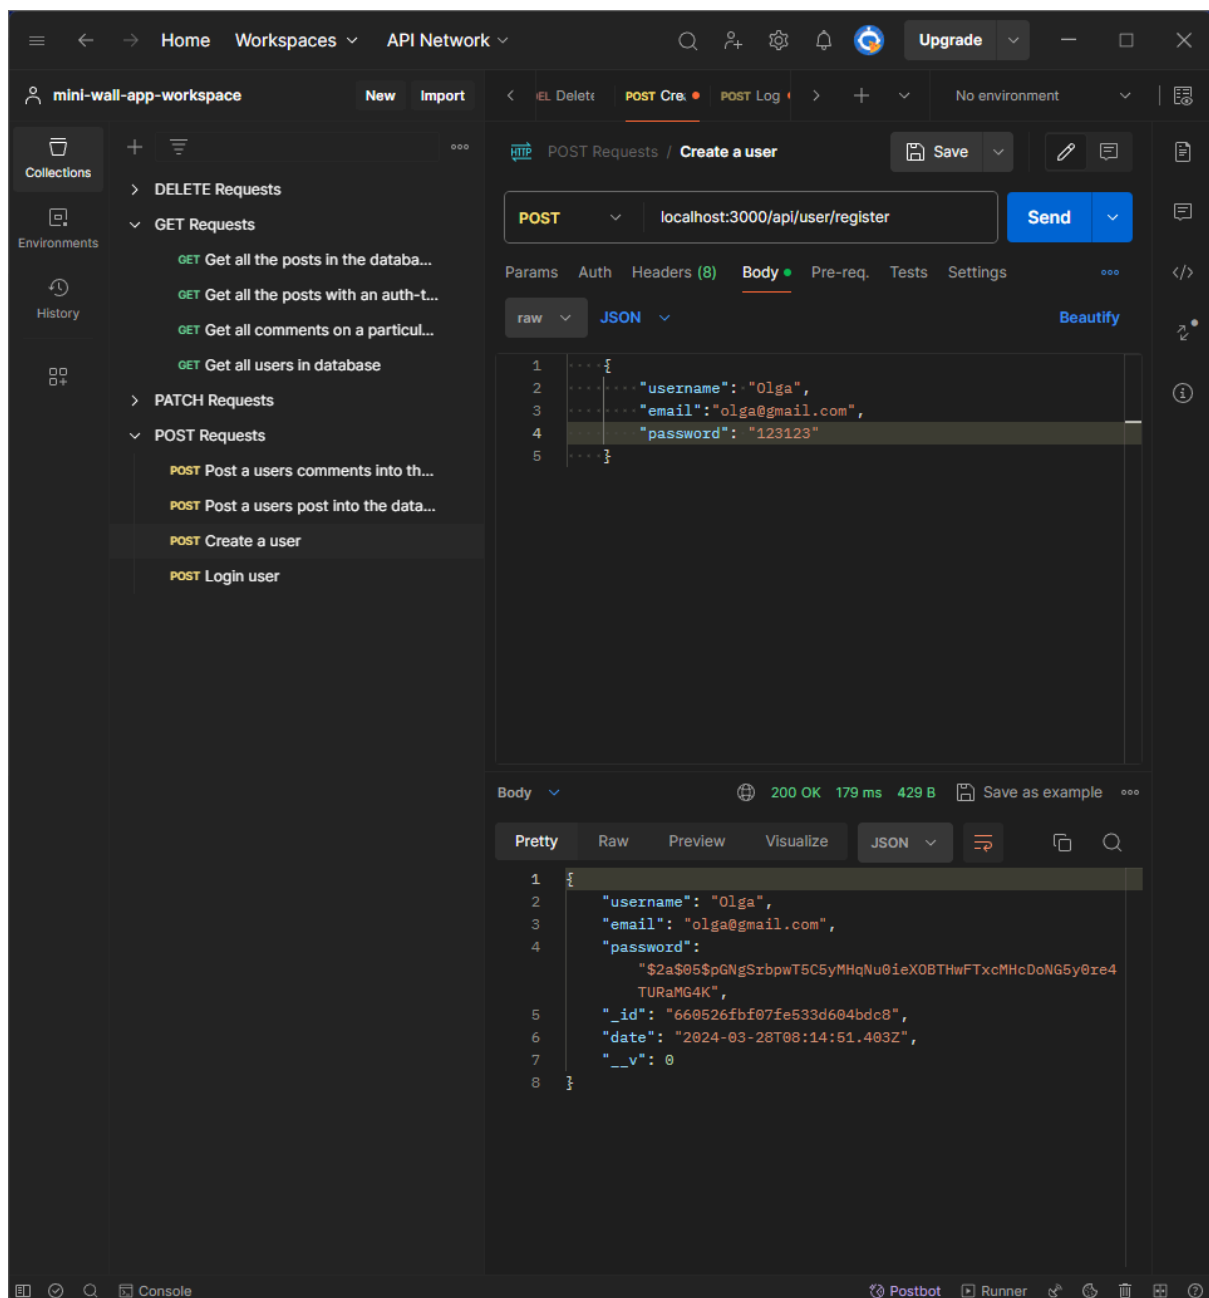 Home Workspaces API Network Upgrade
mini-wall-app-workspace New Import
DEL Delete POST Cre POST Log No environment
Collections
Environments
History
DELETE Requests
GET Requests
GET Get all the posts in the databa...
GET Get all the posts with an auth-t...
GET Get all comments on a particul...
GET Get all users in database
PATCH Requests
POST Requests
POST Post a users comments into th...
POST Post a users post into the data...
POST Create a user
POST Login user
HTTP POST Requests / Create a user Save
POST localhost:3000/api/user/register Send
Params Auth Headers (8) Body Pre-req. Tests Settings
raw JSON Beautify
1 {
2 "username": "Olga",
3 "email":"olga@gmail.com",
4 "password": "123123"
5 }
Body 200 OK 179 ms 429 B Save as example
Pretty Raw Preview Visualize JSON
1 {
2 "username": "Olga",
3 "email": "olga@gmail.com",
4 "password":
"$2a$05$pGNgSrbpwT5C5yMHqNu0ieXOBTHwFTxcMHcDoNG5y0re4
TURaMG4K",
5 "_id": "660526fbf07fe533d604bdc8",
6 "date": "2024-03-28T08:14:51.403Z",
7 "__v": 0
8 }
Console Postbot Runner